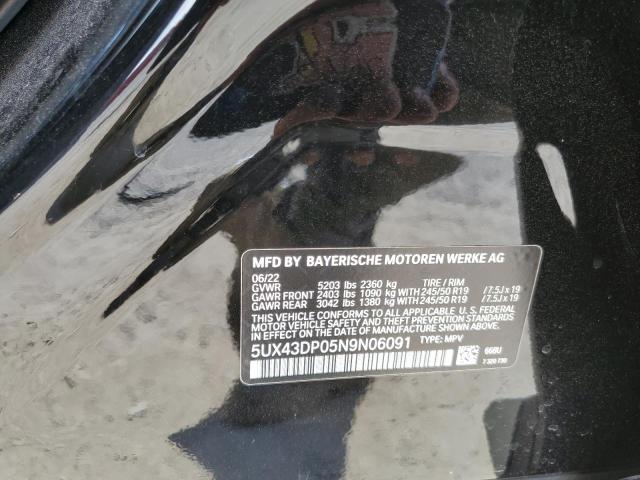 MFD BY BAYERISCHE MOTOREN WERKE AG
06/22
GVWR 5203 lbs 2360 kg TIRE / RIM
GAWR FRONT 2403 lbs 1090 kg WITH 245/50 R19 /7.5J x 19
GAWR REAR 3042 lbs 1380 kg WITH 245/50 R19 /7.5J x 19
THIS VEHICLE CONFORMS TO ALL APPLICABLE U. S. FEDERAL
MOTOR VEHICLE SAFETY AND THEFT PREVENTION STANDARDS
IN EFFECT ON THE DATE OF MANUFACTURE SHOWN ABOVE.
5UX43DP05N9N06091 TYPE: MPV
668U